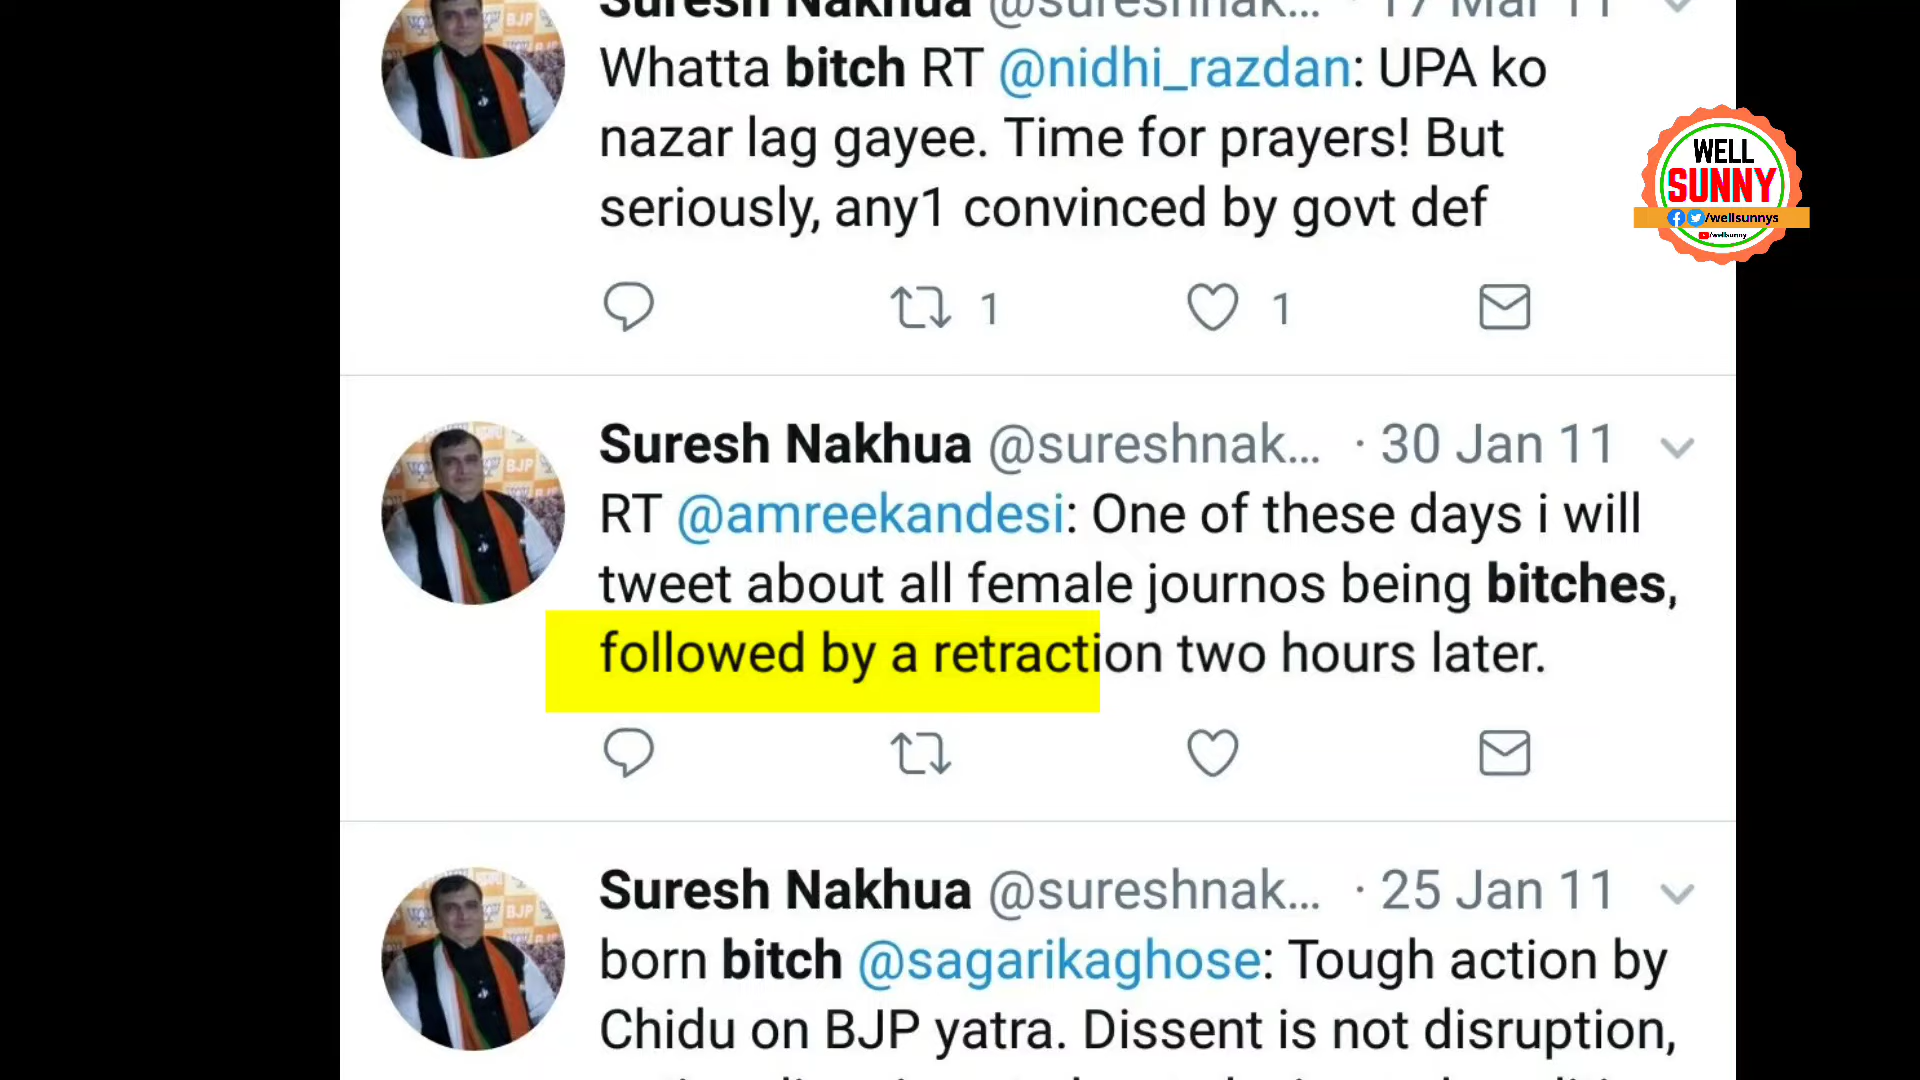 Suresh Nakhua @sureshnak... · 17 Mar 11
Whatta bitch RT @nidhi_razdan: UPA ko
nazar lag gayee. Time for prayers! But
seriously, any1 convinced by govt def
1 1
WELL
SUNNY
/wellsunnys
/wellsunny
Suresh Nakhua @sureshnak... · 30 Jan 11
RT @amreekandesi: One of these days i will
tweet about all female journos being bitches,
followed by a retraction two hours later.
Suresh Nakhua @sureshnak... · 25 Jan 11
born bitch @sagarikaghose: Tough action by
Chidu on BJP yatra. Dissent is not disruption,